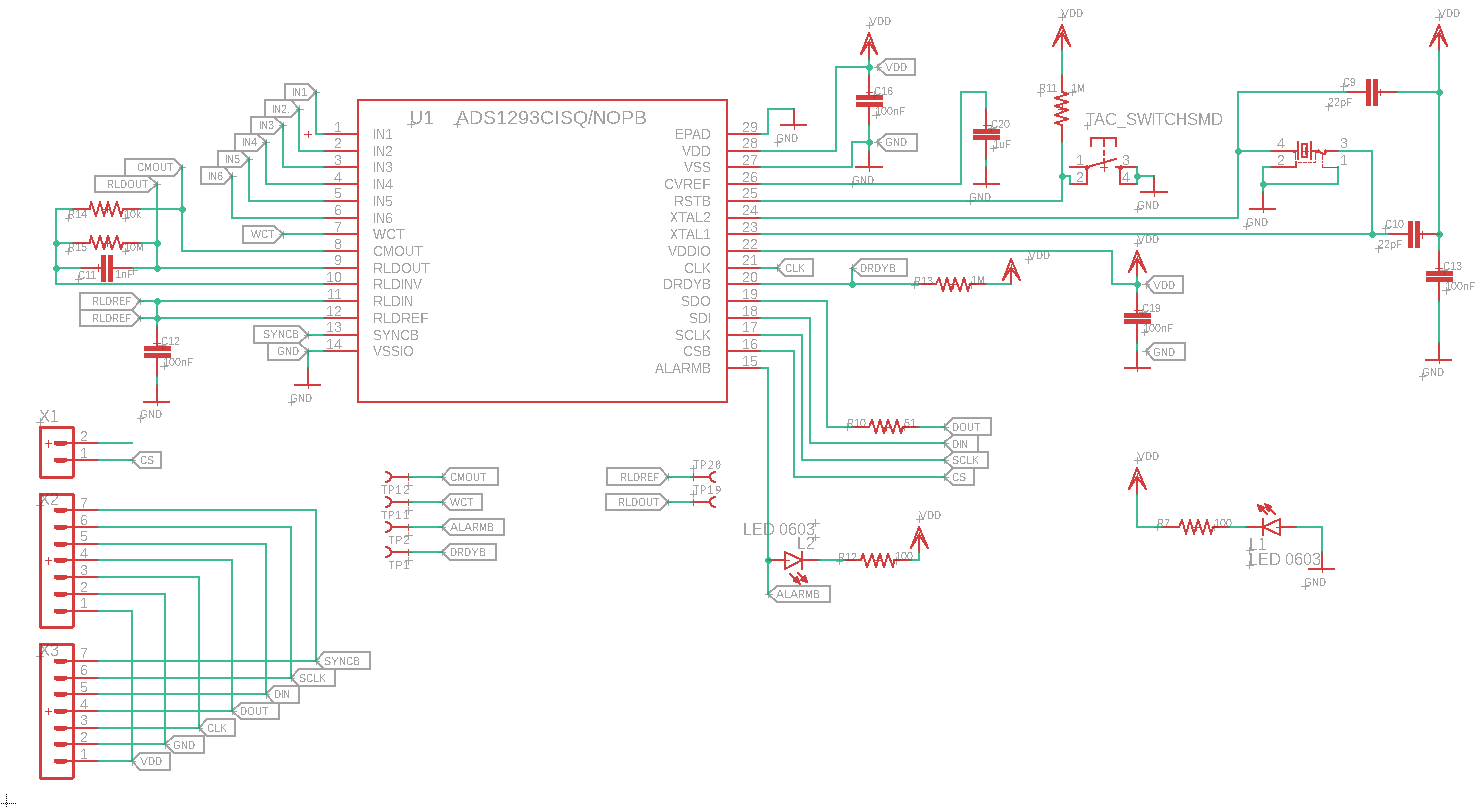 VDD
VDD
VDD
VDD
C16
100nF
GND
GND
R11
1M
TAC_SWITCHSMD
1
2
3
4
GND
C9
22pF
4
2
3
1
GND
C10
22pF
C13
100nF
GND
C20
1uF
GND
U1
ADS1293CISQ/NOPB
IN1
IN2
IN3
IN4
IN5
IN6
CMOUT
RLDOUT
R14
10k
R15
10M
C11
1nF
WCT
RLDREF
RLDREF
C12
100nF
GND
SYNCB
GND
GND
1 IN1
2 IN2
3 IN3
4 IN4
5 IN5
6 IN6
7 WCT
8 CMOUT
9 RLDOUT
10 RLDINV
11 RLDIN
12 RLDREF
13 SYNCB
14 VSSIO
EPAD 29
VDD 28
VSS 27
CVREF 26
RSTB 25
XTAL2 24
XTAL1 23
VDDIO 22
CLK 21
DRDYB 20
SDO 19
SDI 18
SCLK 17
CSB 16
ALARMB 15
GND
CLK
DRDYB
R13
1M
VDD
VDD
VDD
C19
100nF
GND
R10
51
DOUT
DIN
SCLK
CS
X1
2
1
CS
X2
7
6
5
4
3
2
1
X3
7
6
5
4
3
2
1
SYNCB
SCLK
DIN
DOUT
CLK
GND
VDD
TP12
CMOUT
TP11
WCT
TP2
ALARMB
TP1
DRDYB
RLDREF
TP20
RLDOUT
TP19
LED 0603
L2
R12
100
VDD
ALARMB
VDD
R7
100
L1
LED 0603
GND